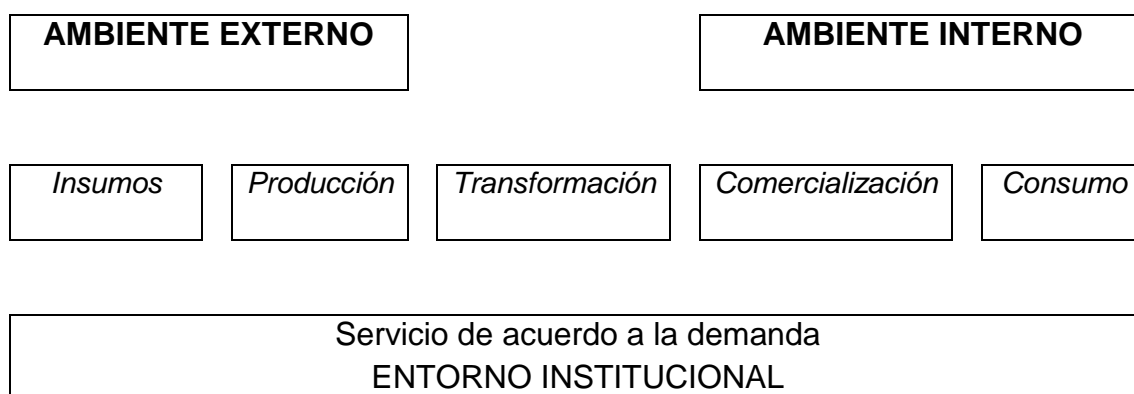 AMBIENTE EXTERNO
AMBIENTE INTERNO
Insumos
Producción
Transformación
Comercialización
Consumo
Servicio de acuerdo a la demanda
ENTORNO INSTITUCIONAL